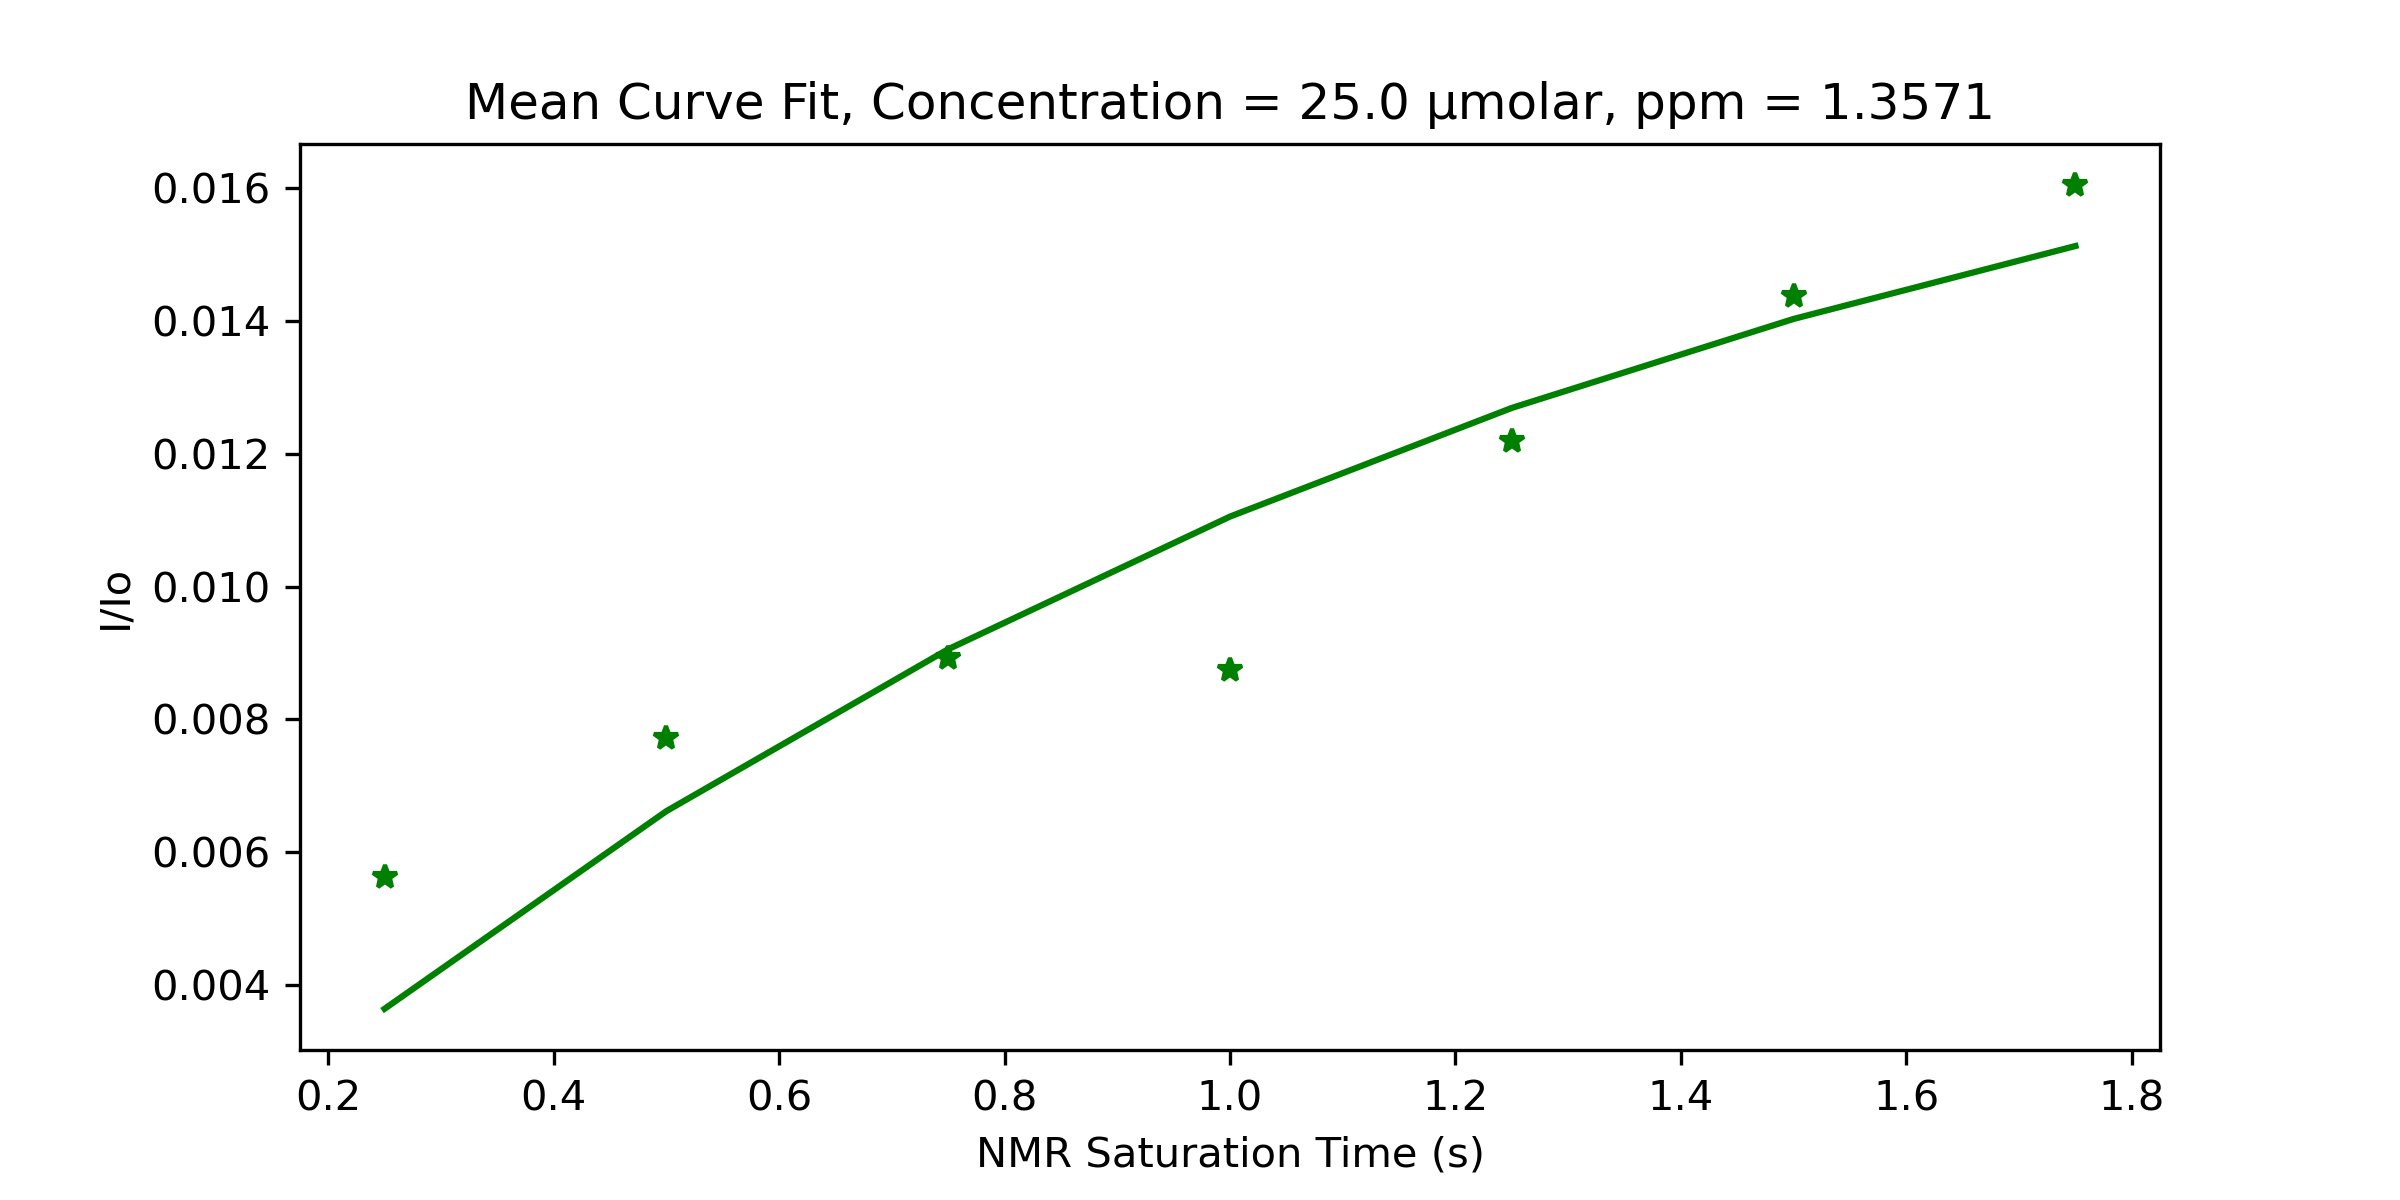 Mean Curve Fit, Concentration = 25.0 μmolar, ppm = 1.3571
0.016
0.014
0.012
0.010
0.008
0.006
0.004
I/Io
0.2 0.4 0.6 0.8 1.0 1.2 1.4 1.6 1.8
NMR Saturation Time (s)